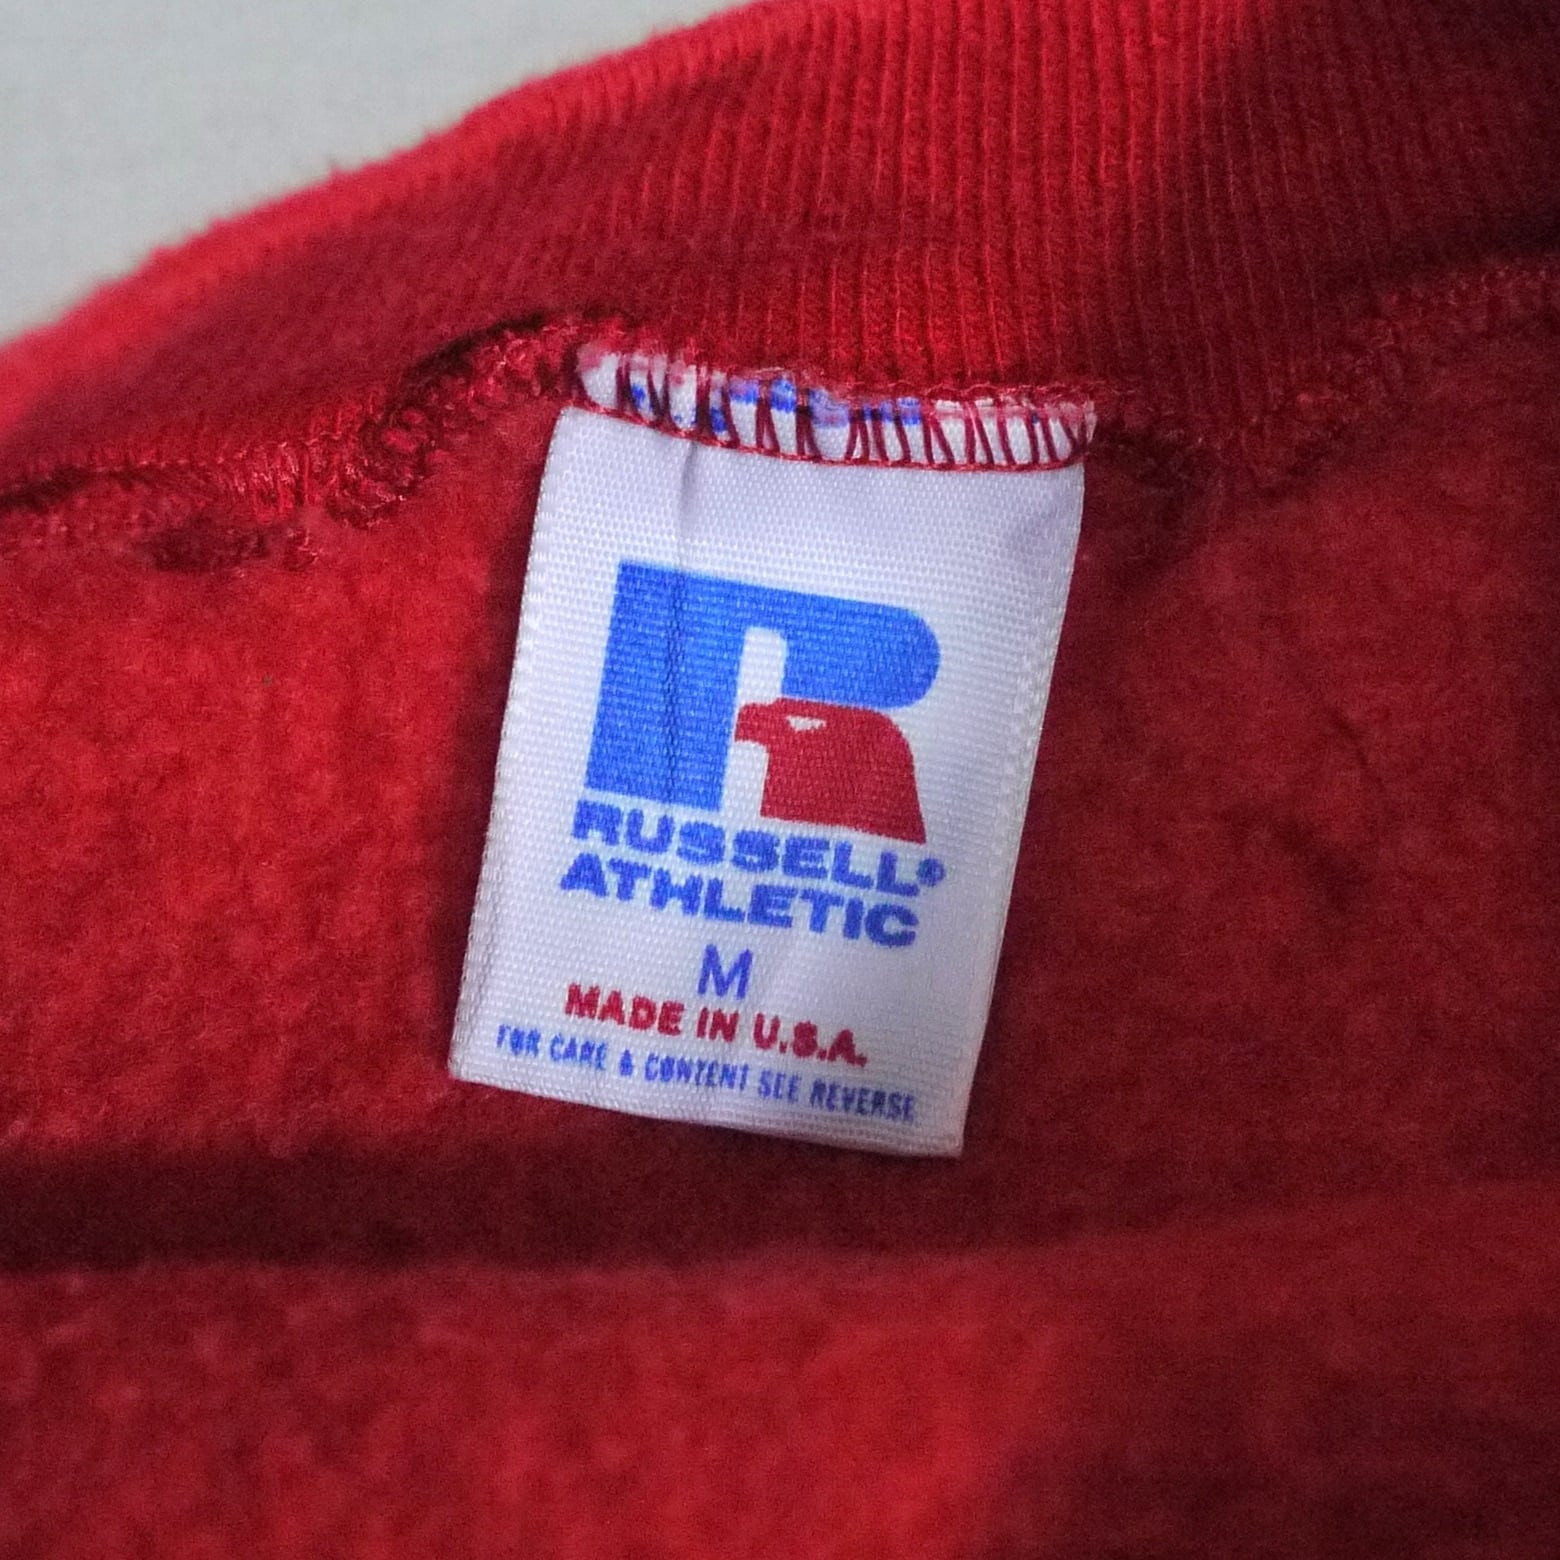 R
RUSSELL®
ATHLETIC
M
MADE IN U.S.A.
FOR CARE & CONTENT SEE REVERSE